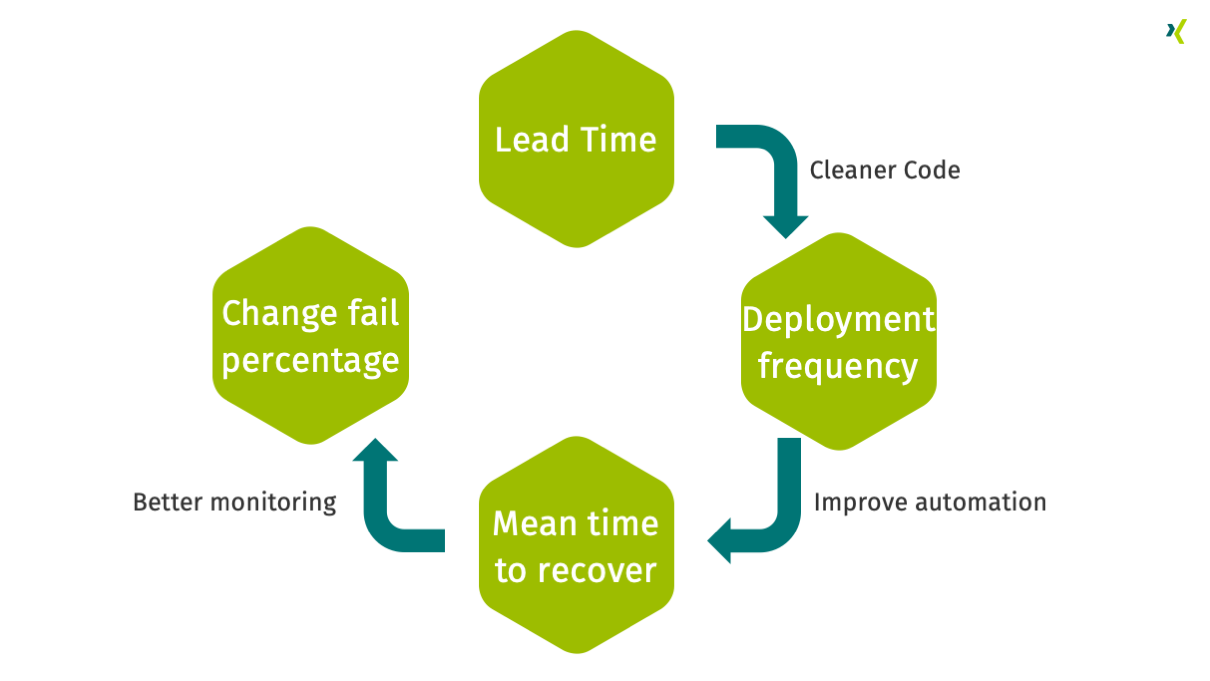 Lead Time
Cleaner Code
Deployment
frequency
Improve automation
Mean time
to recover
Better monitoring
Change fail
percentage